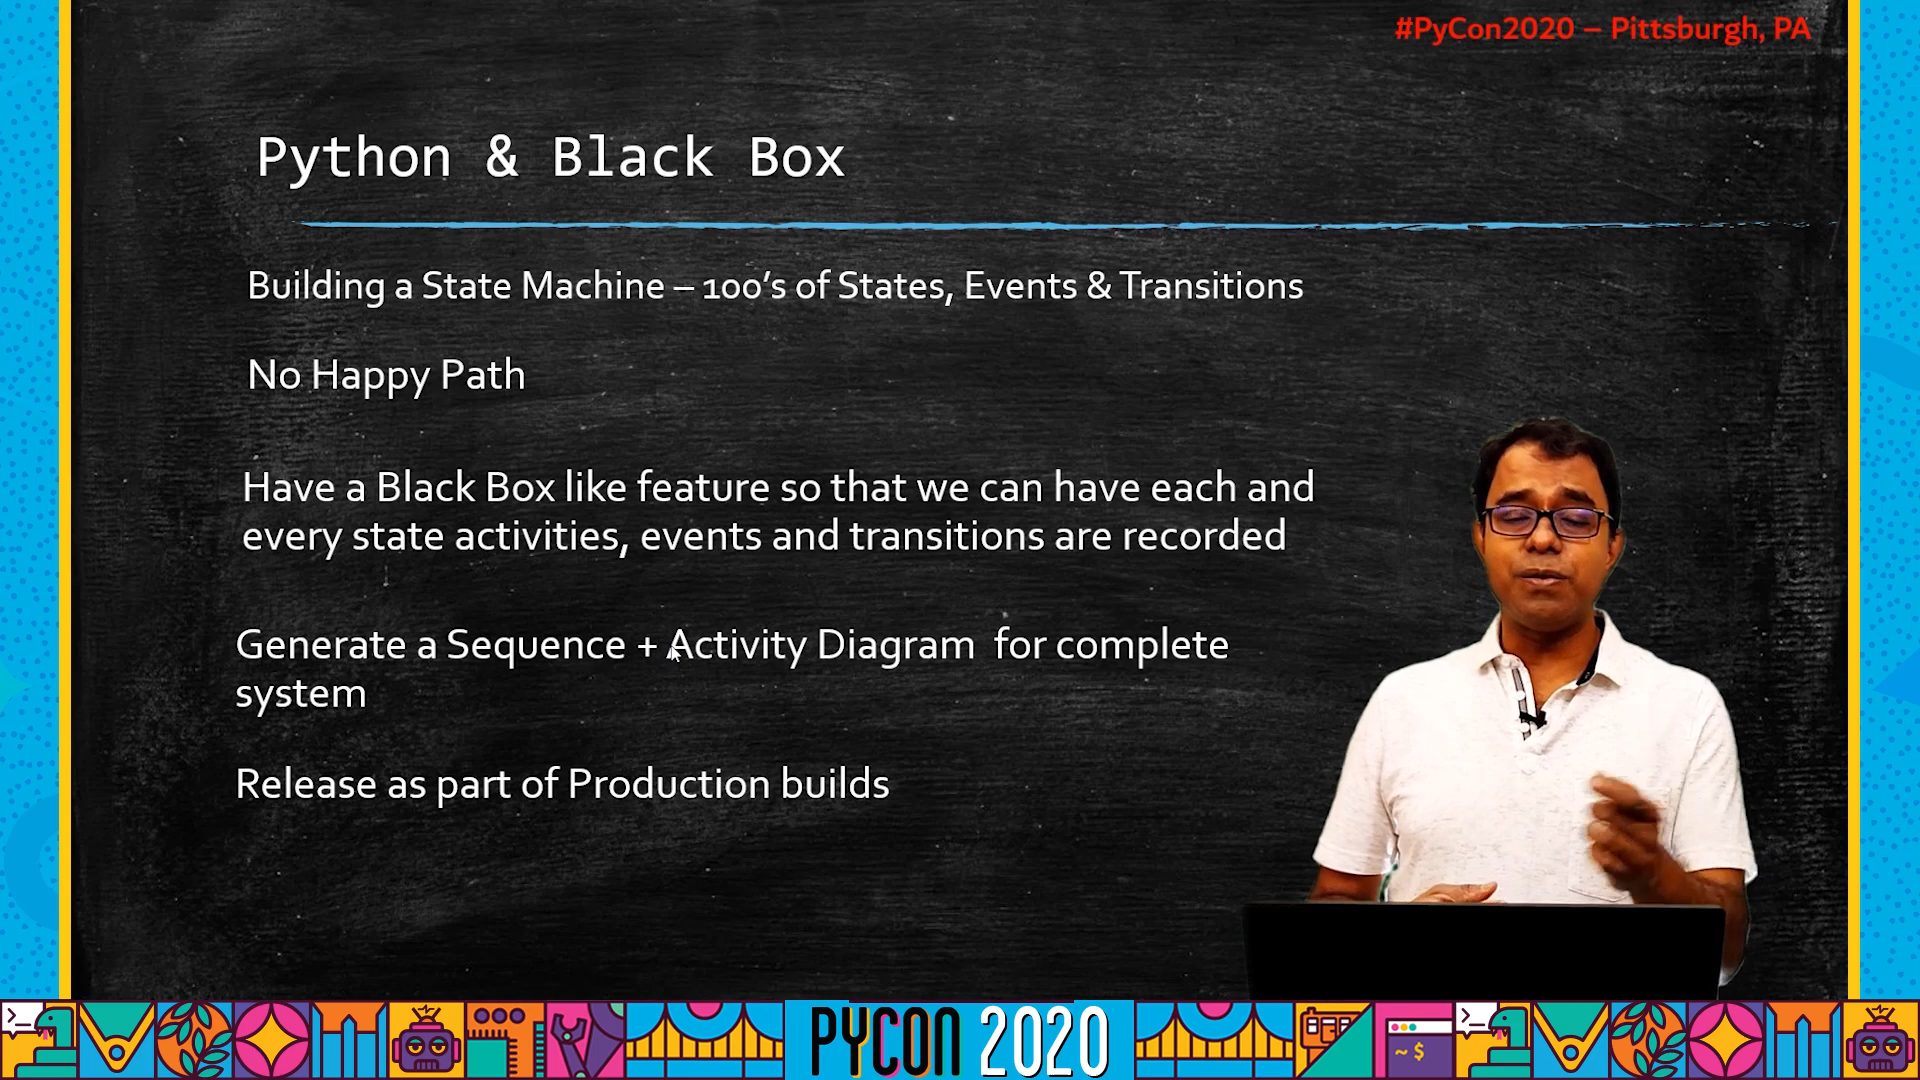 #PyCon2020 – Pittsburgh, PA
Python & Black Box
Building a State Machine – 100's of States, Events & Transitions
No Happy Path
Have a Black Box like feature so that we can have each and
every state activities, events and transitions are recorded
Generate a Sequence + Activity Diagram for complete
system
Release as part of Production builds
PYCON 2020
~ $